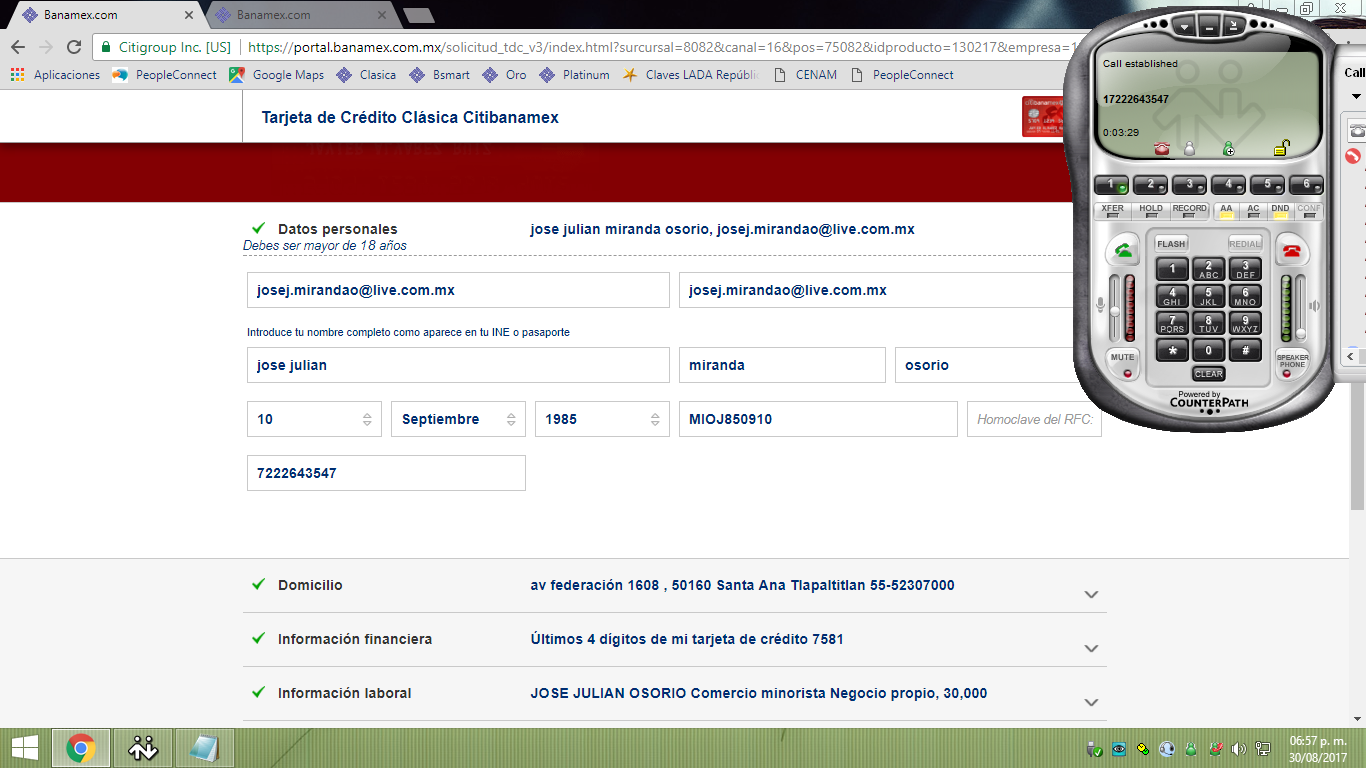 Banamex.com
Banamex.com
Citigroup Inc. [US]
https://portal.banamex.com.mx/solicitud_tdc_v3/index.html?surcursal=8082&canal=16&pos=75082&idproducto=130217&empresa=1
Aplicaciones
PeopleConnect
Google Maps
Clasica
Bsmart
Oro
Platinum
Claves LADA Repúblic
CENAM
PeopleConnect
Tarjeta de Crédito Clásica Citibanamex
Datos personales
jose julian miranda osorio, josej.mirandao@live.com.mx
Debes ser mayor de 18 años
josej.mirandao@live.com.mx
josej.mirandao@live.com.mx
Introduce tu nombre completo como aparece en tu INE o pasaporte
jose julian
miranda
osorio
10
Septiembre
1985
MIOJ850910
Homoclave del RFC:
7222643547
Domicilio
av federación 1608 , 50160 Santa Ana Tlapaltitlan 55-52307000
Información financiera
Últimos 4 dígitos de mi tarjeta de crédito 7581
Información laboral
JOSE JULIAN OSORIO Comercio minorista Negocio propio, 30,000
Call established
17222643547
0:03:29
1
2
3
4
5
6
XFER
HOLD
RECORD
AA
AC
DND
CONF
FLASH
REDIAL
1
2 ABC
3 DEF
4 GHI
5 JKL
6 MNO
7 PQRS
8 TUV
9 WXYZ
*
0
#
MUTE
SPEAKER PHONE
CLEAR
Powered by
COUNTERPATH
Call
06:57 p. m.
30/08/2017